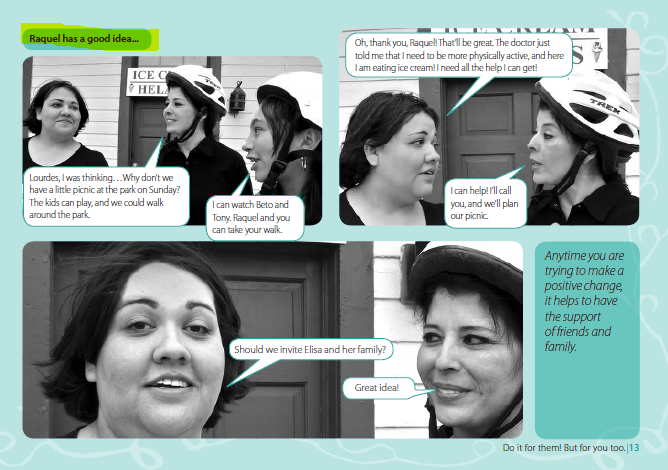 Raquel has a good idea...
ICE C
HEL
Lourdes, I was thinking…Why don't we
have a little picnic at the park on Sunday?
The kids can play, and we could walk
around the park.
I can watch Beto and
Tony. Raquel and you
can take your walk.
ICE CREAM
S
Oh, thank you, Raquel! That'll be great. The doctor just
told me that I need to be more physically active, and here
I am eating ice cream! I need all the help I can get!
TREK
I can help! I'll call
you, and we'll plan
our picnic.
Should we invite Elisa and her family?
Great idea!
Anytime you are
trying to make a
positive change,
it helps to have
the support
of friends and
family.
Do it for them! But for you too.|13